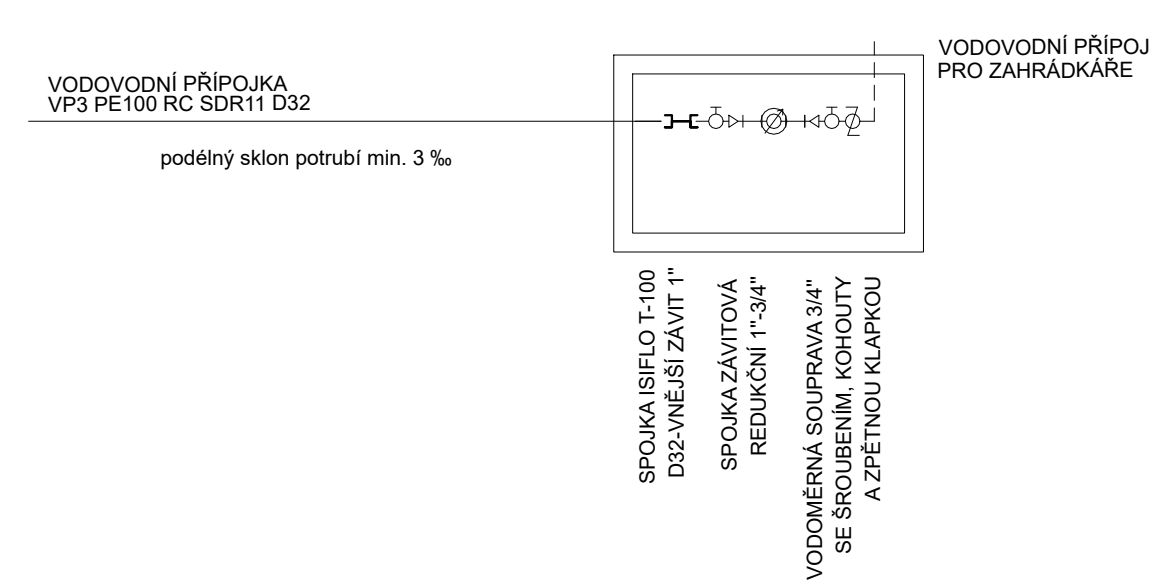 VODOVODNÍ PŘÍPOJ
PRO ZAHRÁDKÁŘE
VODOVODNÍ PŘÍPOJKA
VP3 PE100 RC SDR11 D32
podélný sklon potrubí min. 3 ‰
SPOJKA ISIFLO T-100
D32-VNĚJŠÍ ZÁVIT 1"
SPOJKA ZÁVITOVÁ
REDUKČNÍ 1"-3/4"
VODOMĚRNÁ SOUPRAVA 3/4"
SE ŠROUBENÍM, KOHOUTY
A ZPĚTNOU KLAPKOU